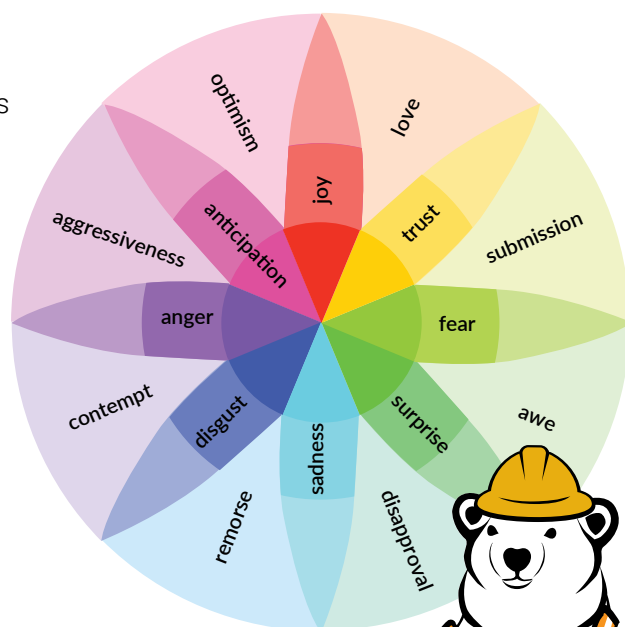 s
optimism
love
joy
anticipation
trust
aggressiveness
submission
anger
fear
contempt
disgust
sadness
surprise
awe
remorse
disapproval